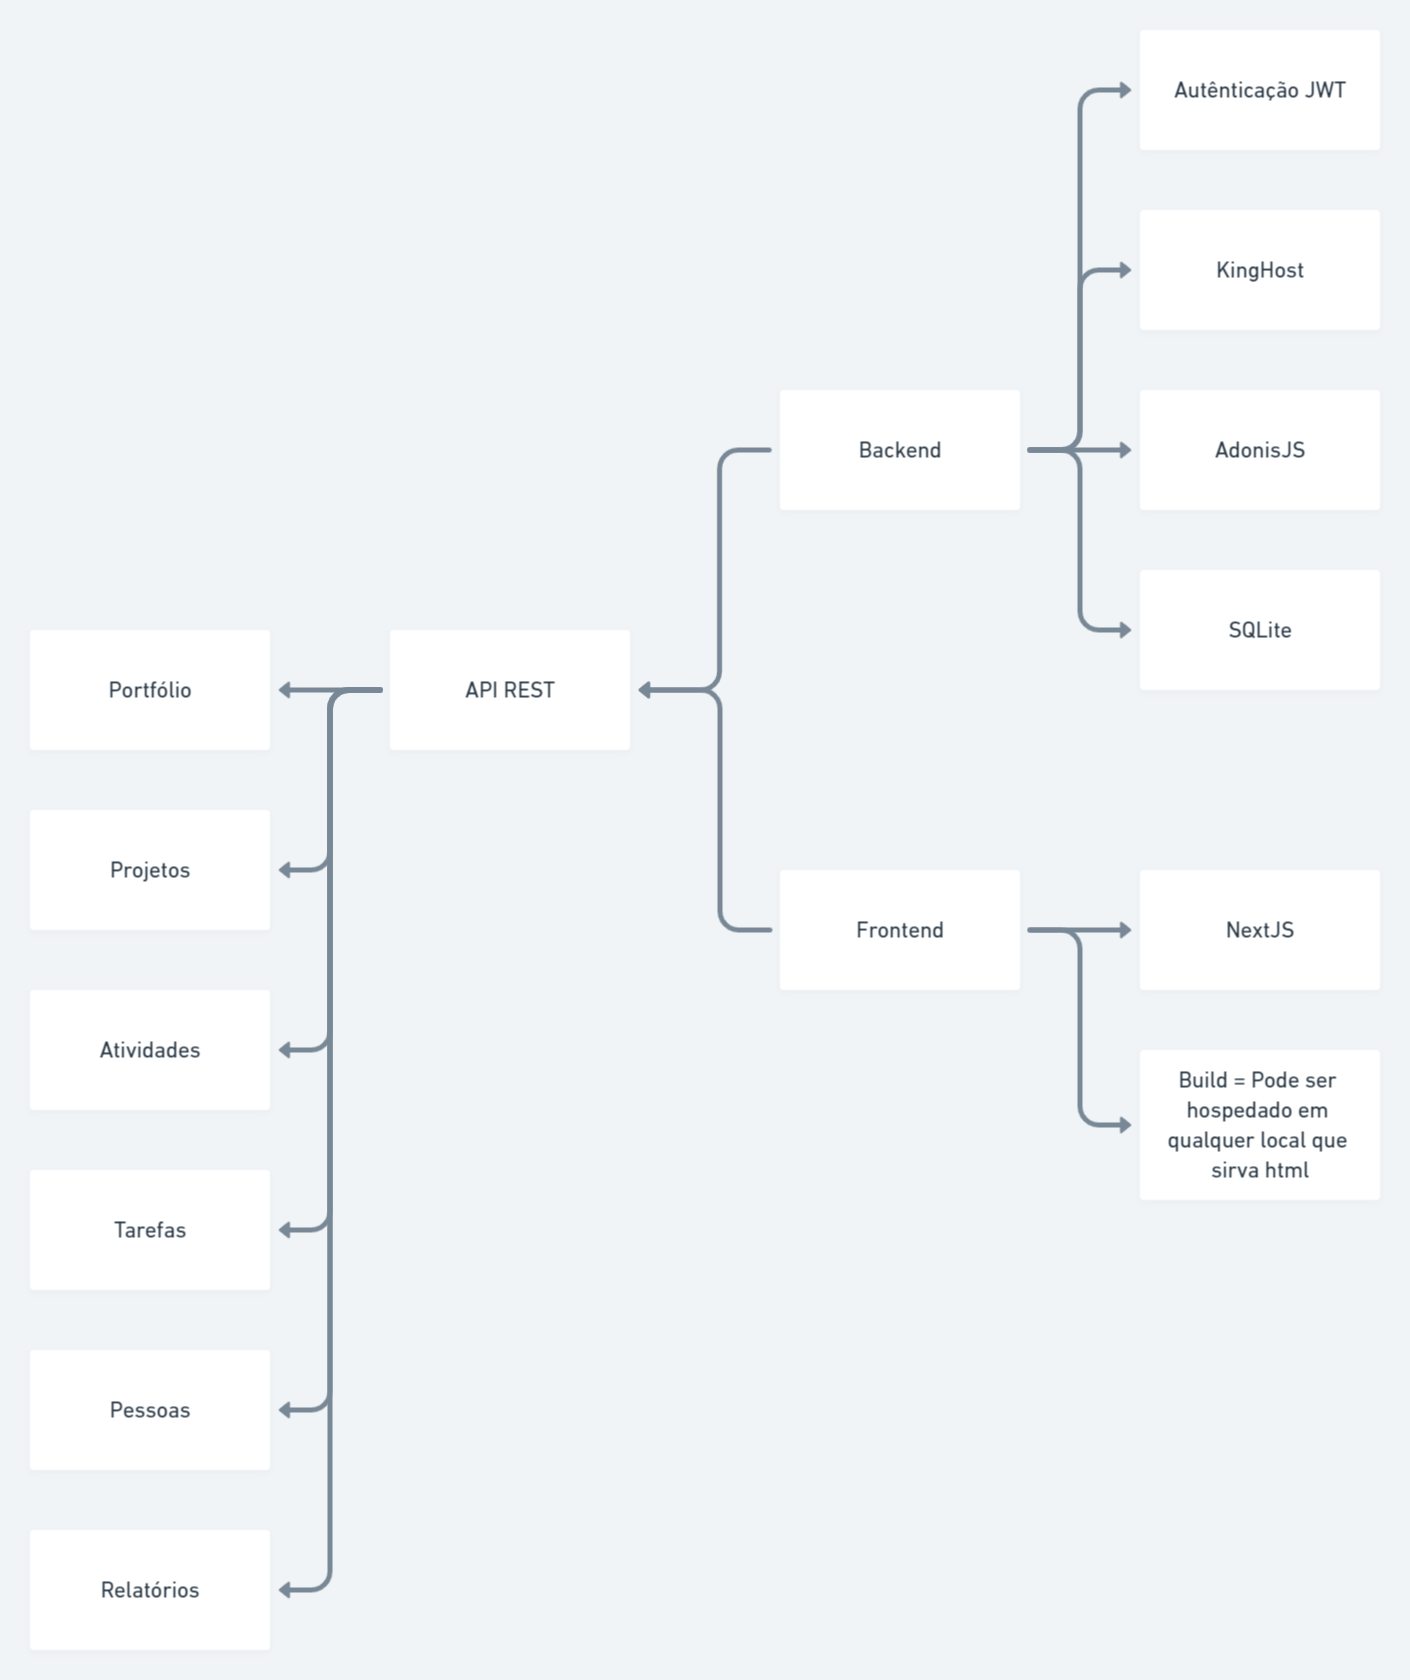 Autênticação JWT
KingHost
Backend
AdonisJS
SQLite
Portfólio
API REST
Projetos
Frontend
NextJS
Atividades
Build = Pode ser
hospedado em
qualquer local que
sirva html
Tarefas
Pessoas
Relatórios